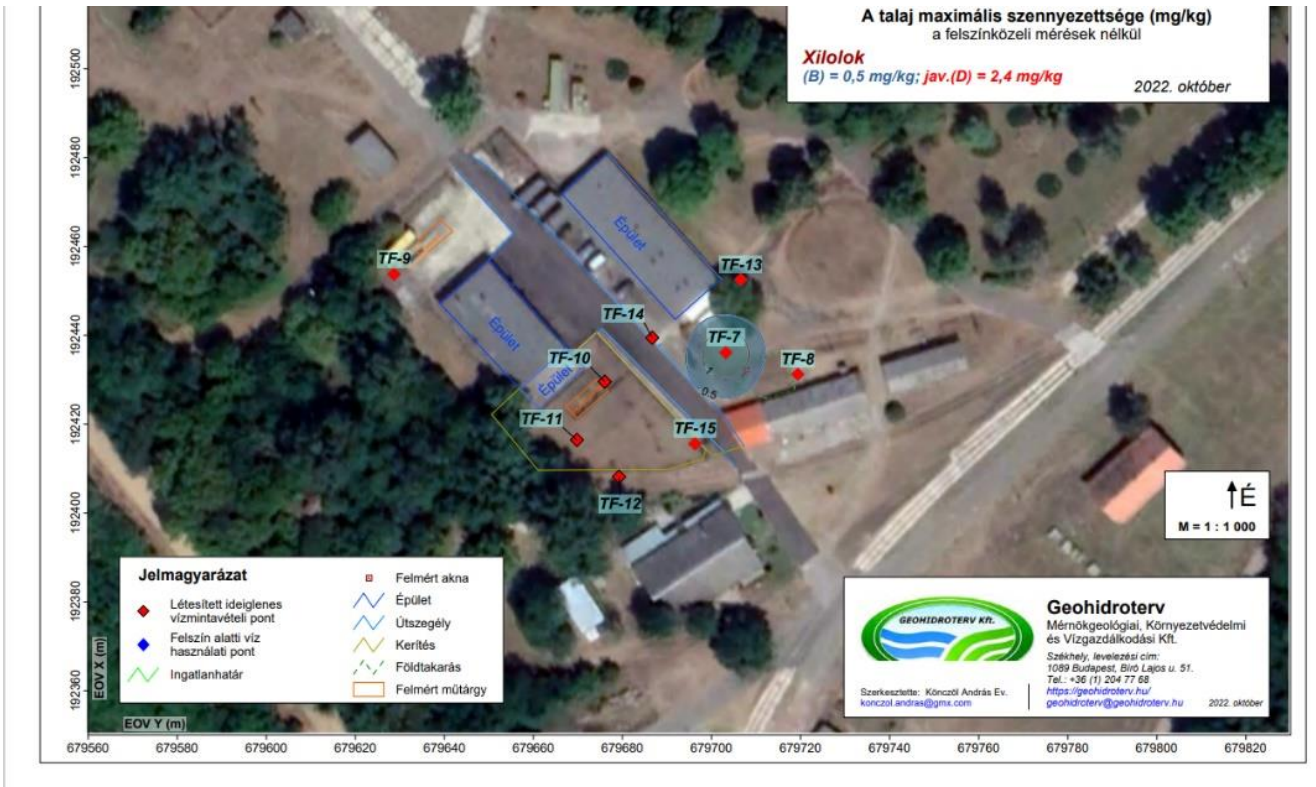 A talaj maximális szennyezettsége (mg/kg)
a felszínközeli mérések nélkül
Xilolok
(B) = 0,5 mg/kg; jav.(D) = 2,4 mg/kg
2022. október
192500
192480
192460
192440
192420
192400
192380
192360
EOV X (m)
Épület
TF-9
TF-13
TF-14
TF-7
1
0.5
TF-8
Épület
TF-10
Épület
TF-11
TF-15
TF-12
É
M = 1 : 1 000
Jelmagyarázat
Létesített ideiglenes
vízmintavételi pont
Felszín alatti víz
használati pont
Ingatlanhatár
Felmért akna
Épület
Útszegély
Kerítés
Földtakarás
Felmért műtárgy
GEOHIDROTERV Kft.
Geohidroterv
Mérnökgeológiai, Környezetvédelmi
és Vízgazdálkodási Kft.
Székhely, levelezési cím:
1089 Budapest, Bíró Lajos u. 51.
Tel.: +36 (1) 204 77 68
https://geohidroterv.hu/
geohidroterv@geohidroterv.hu
2022. október
Szerkesztette: Könczöl András Ev.
konczol.andras@gmx.com
EOV Y (m)
679560 679580 679600 679620 679640 679660 679680 679700 679720 679740 679760 679780 679800 679820